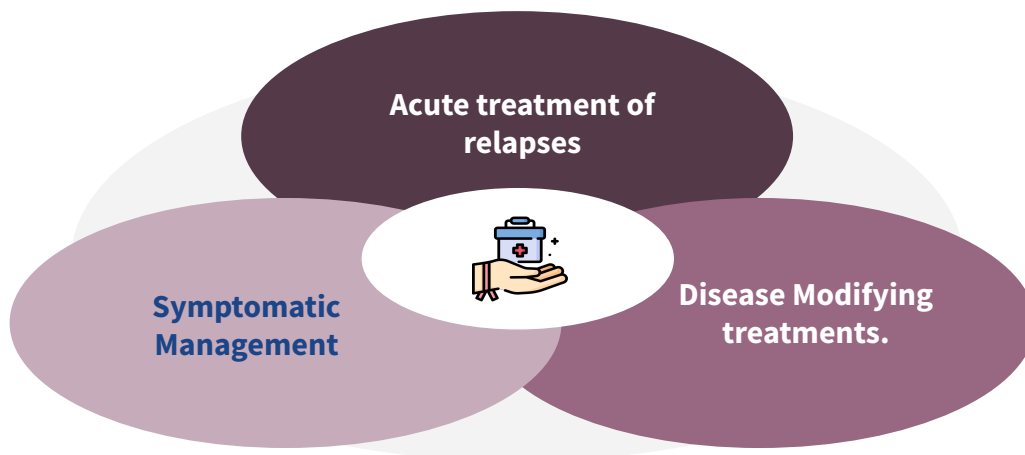 Acute treatment of
relapses
Symptomatic
Management
Disease Modifying
treatments.